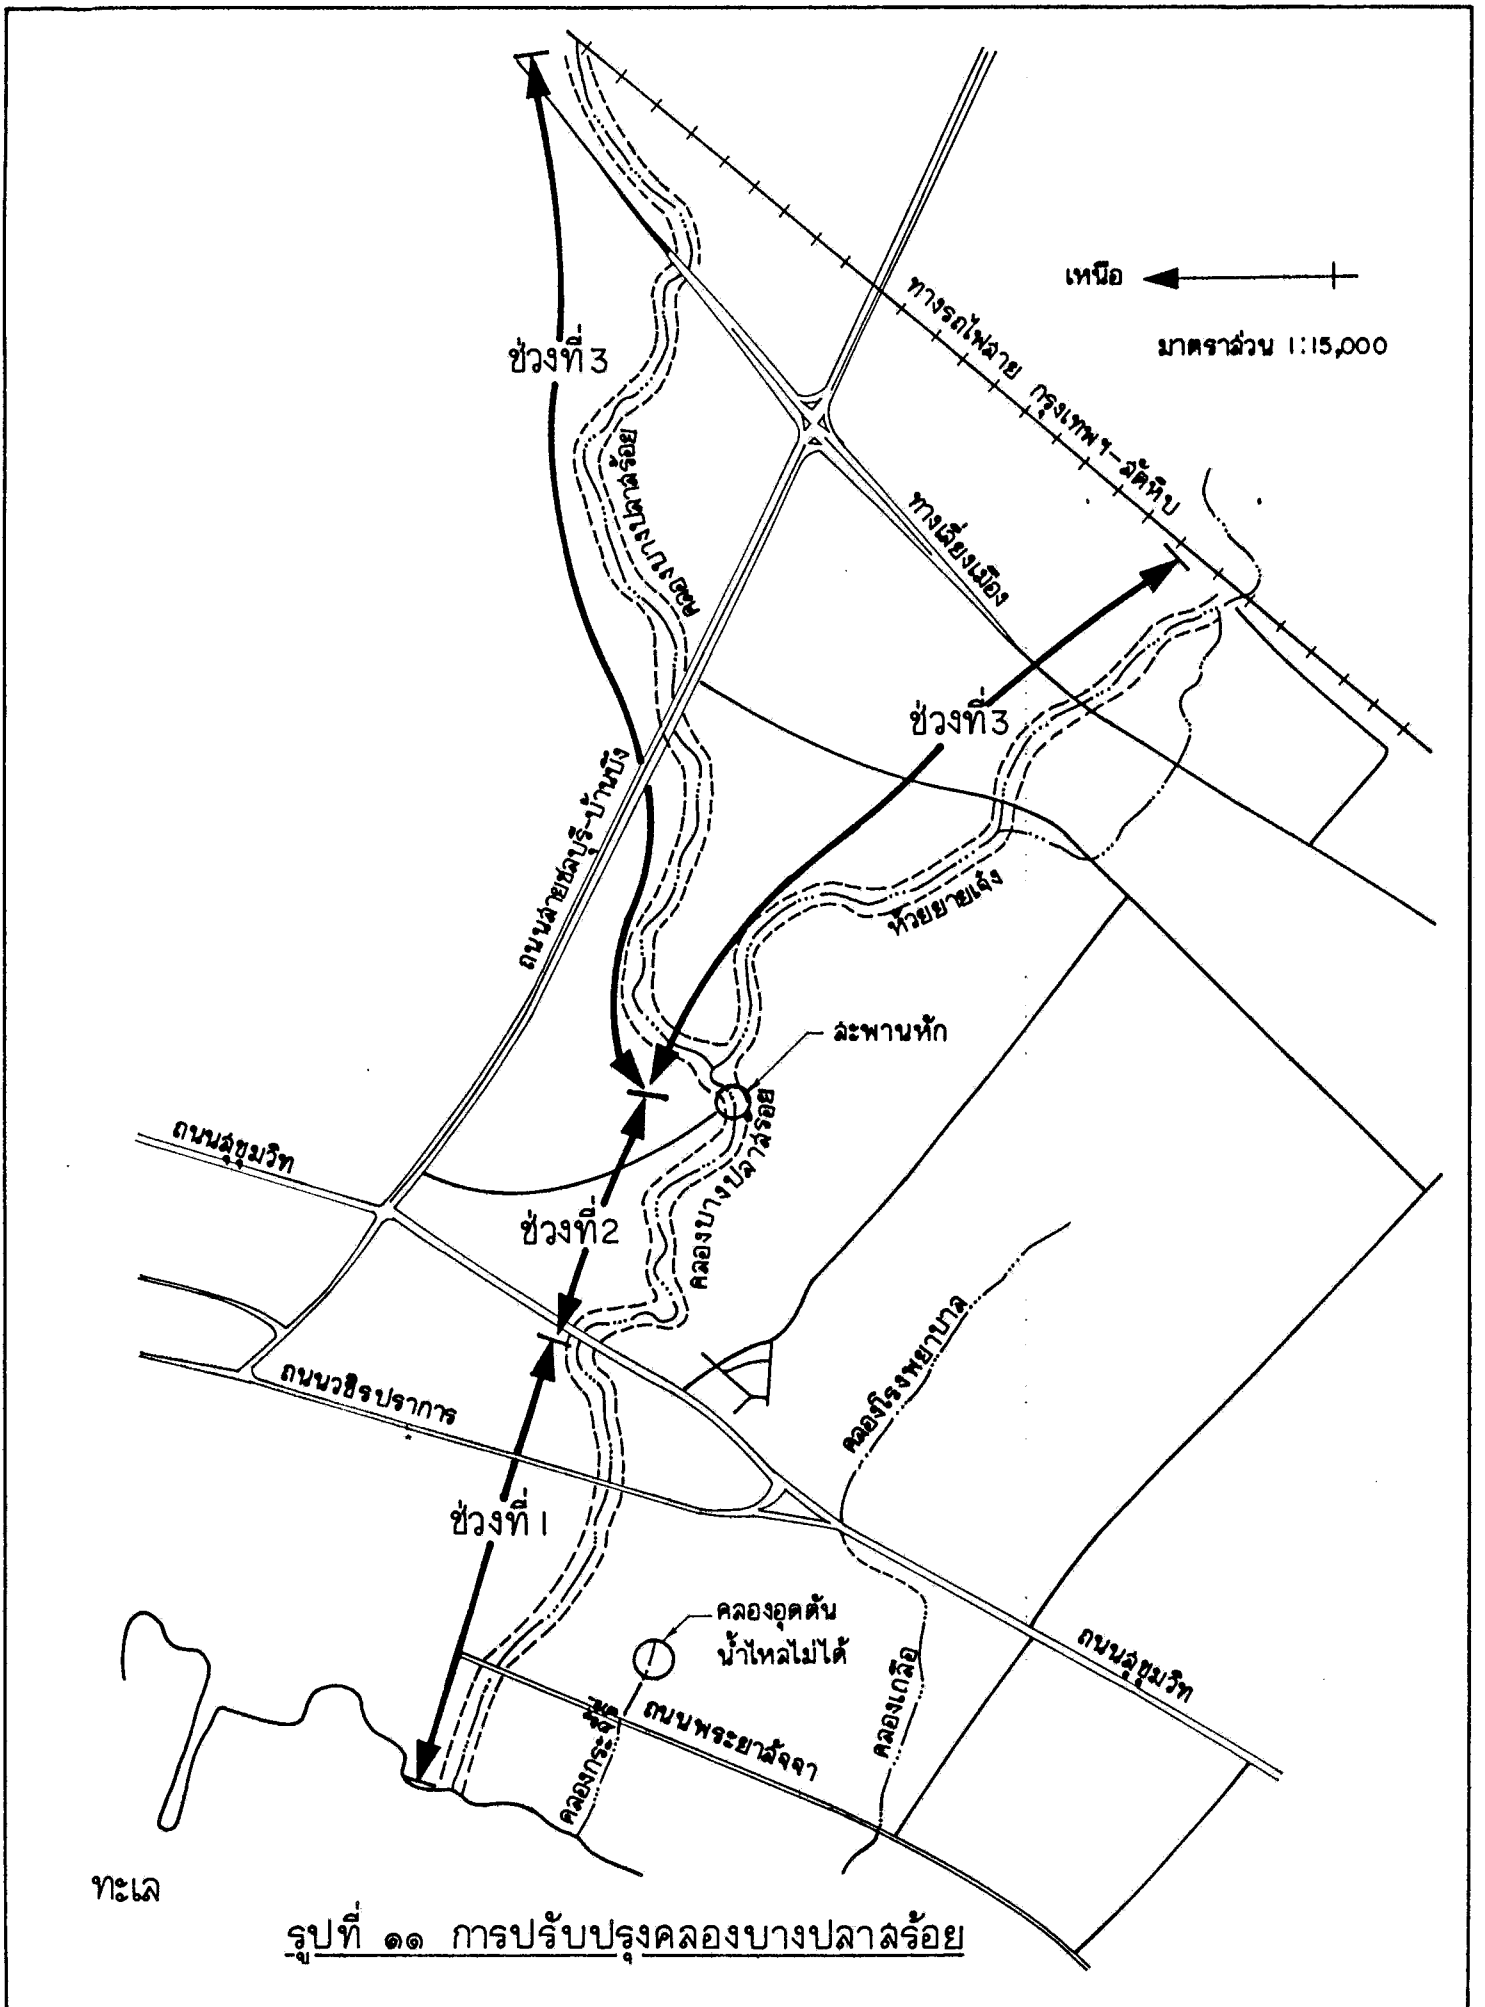 เหนือ
มาตราส่วน 1:15,000
ทางรถไฟสาย กรุงเทพฯ-สัตหีบ
ช่วงที่ 3
คลองบางปลาสร้อย
ทางเลี่ยงเมือง
ช่วงที่ 3
ถนนสายชลบุรี-บ้านบึง
ห้วยยายเจ๋ง
สะพานหัก
ถนนสุขุมวิท
คลองบางปลาสร้อย
ช่วงที่ 2
คลองโรงพยาบาล
ถนนวชิรปราการ
ช่วงที่ 1
คลองอุดตัน
น้ำไหลไม่ได้
ถนนสุขุมวิท
คลองเกลือ
ถนนพระยาสัจจา
ทะเล
รูปที่ ๑๑ การปรับปรุงคลองบางปลาสร้อย